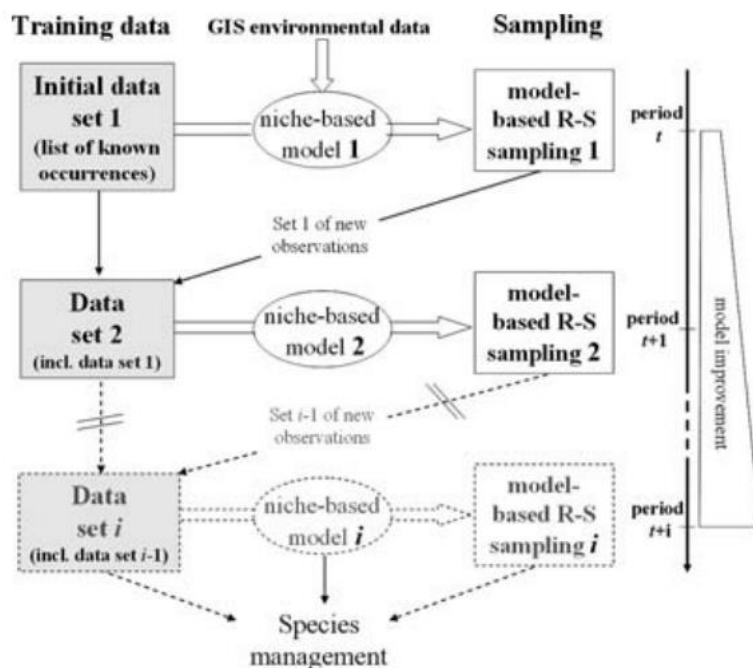 Training data
GIS environmental data
Sampling
Initial data
set 1
(list of known
occurrences)
niche-based
model 1
model-
based R-S
sampling 1
period
t
Set 1 of new
observations
Data
set 2
(incl. data set 1)
niche-based
model 2
model-
based R-S
sampling 2
period
t+1
model improvement
Set i-1 of new
observations
Data
set i
(incl. data set i-1)
niche-based
model i
model-
based R-S
sampling i
period
t+i
Species
management